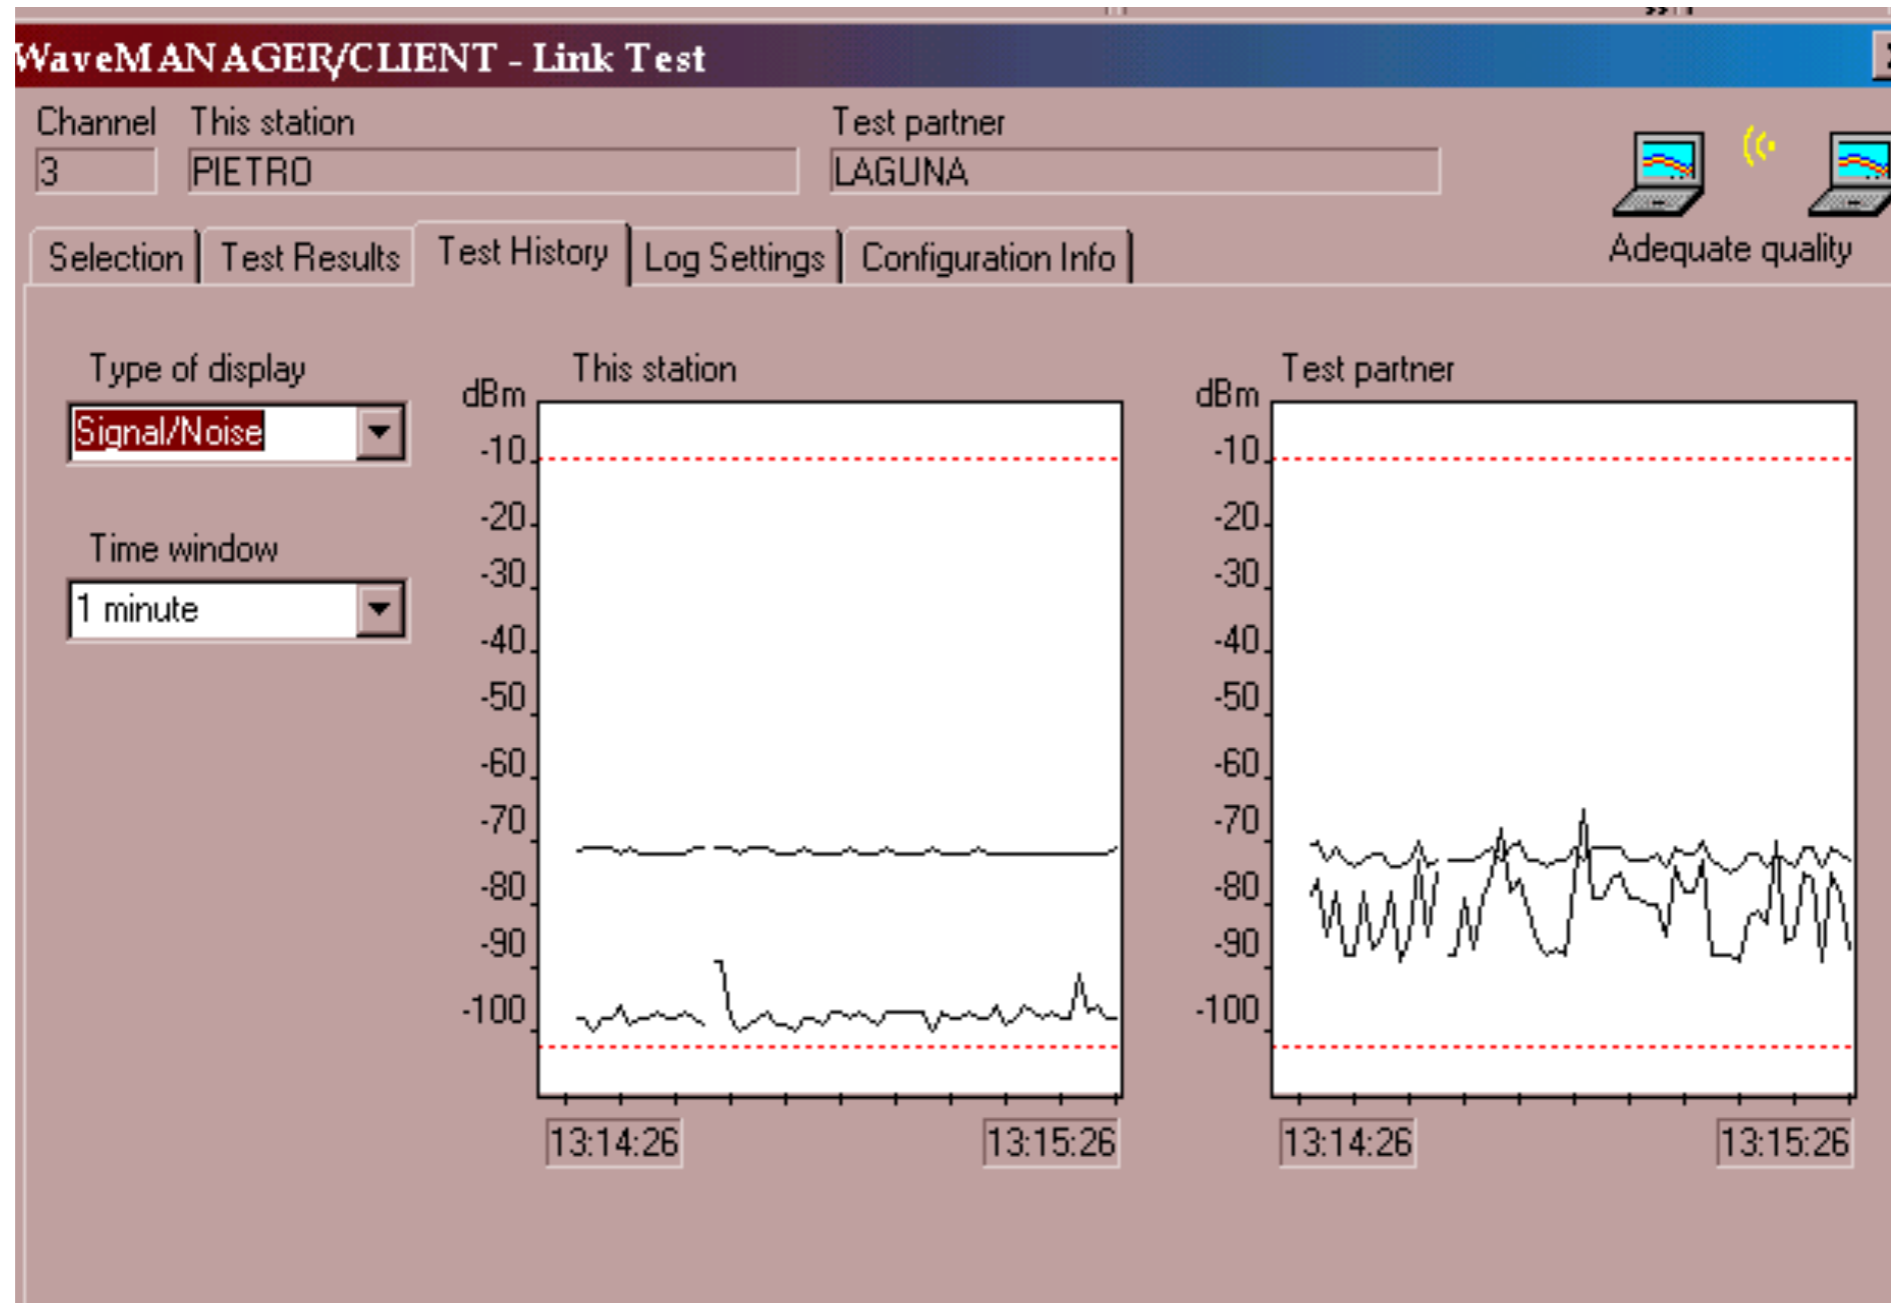 WaveMANAGER/CLIENT - Link Test
Channel This station Test partner
3 PIETRO LAGUNA
Selection Test Results Test History Log Settings Configuration Info Adequate quality
Type of display
Signal/Noise
Time window
1 minute
dBm This station
-10
-20
-30
-40
-50
-60
-70
-80
-90
-100
13:14:26 13:15:26
dBm Test partner
-10
-20
-30
-40
-50
-60
-70
-80
-90
-100
13:14:26 13:15:26